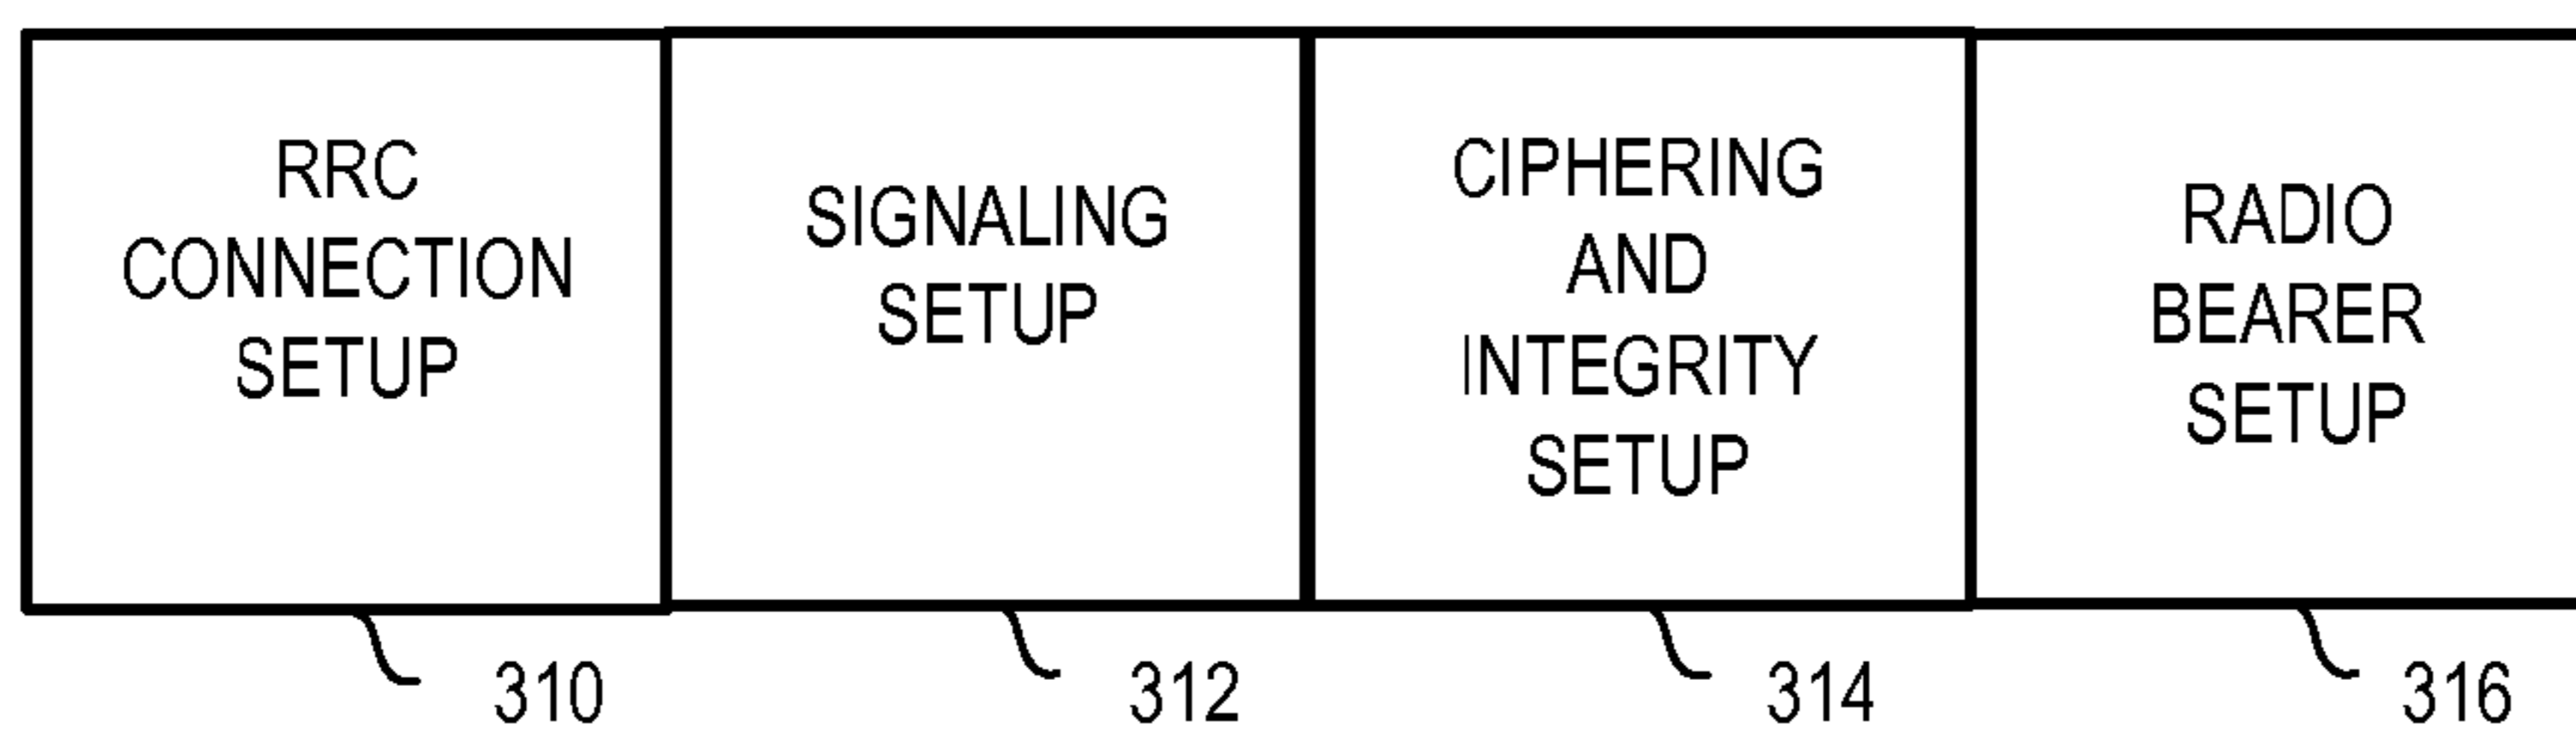 RRC
CONNECTION
SETUP
SIGNALING
SETUP
CIPHERING
AND
INTEGRITY
SETUP
RADIO
BEARER
SETUP
310
312
314
316